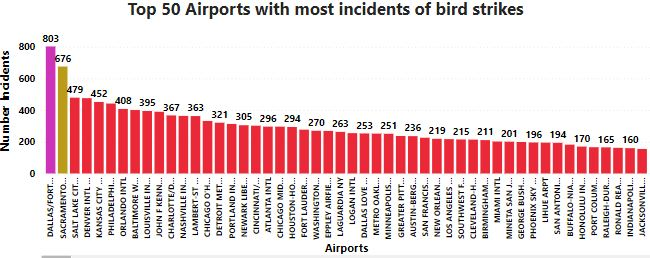 Top 50 Airports with most incidents of bird strikes
Number Incidents
800
600
400
200
0
803
676
479
452
408
395
367
363
321
305
296
294
270
263
253
251
236
219
215
211
201
196
194
170
165
160
DALLAS/FORT...
SACRAMENTO...
SALT LAKE CIT...
DENVER INTL ...
KANSAS CITY ...
PHILADELPHI...
ORLANDO INTL
BALTIMORE W...
LOUISVILLE IN...
JOHN F KENN...
CHARLOTTE/D...
NASHVILLE IN...
LAMBERT-ST ...
CHICAGO O'H...
DETROIT MET...
PORTLAND IN...
NEWARK LIBE...
CINCINNATI/...
ATLANTA INTL
CHICAGO MID...
HOUSTON-HO...
FORT LAUDER...
WASHINGTON...
EPPLEY AIRFIE...
LAGUARDIA NY
LOGAN INTL
DALLAS LOVE ...
METRO OAKL...
MINNEAPOLIS...
GREATER PITT...
AUSTIN-BERG...
SAN FRANCIS...
NEW ORLEAN...
LOS ANGELES ...
SOUTHWEST F...
CLEVELAND-H...
BIRMINGHAM...
MIAMI INTL
MINETA SAN J...
GEORGE BUSH...
PHOENIX SKY ...
LIHUE ARPT
SAN ANTONI...
BUFFALO-NIA...
HONOLULU IN...
PORT COLUM...
RALEIGH-DUR...
RONALD REA...
INDIANAPOLI...
JACKSONVILL...
Airports